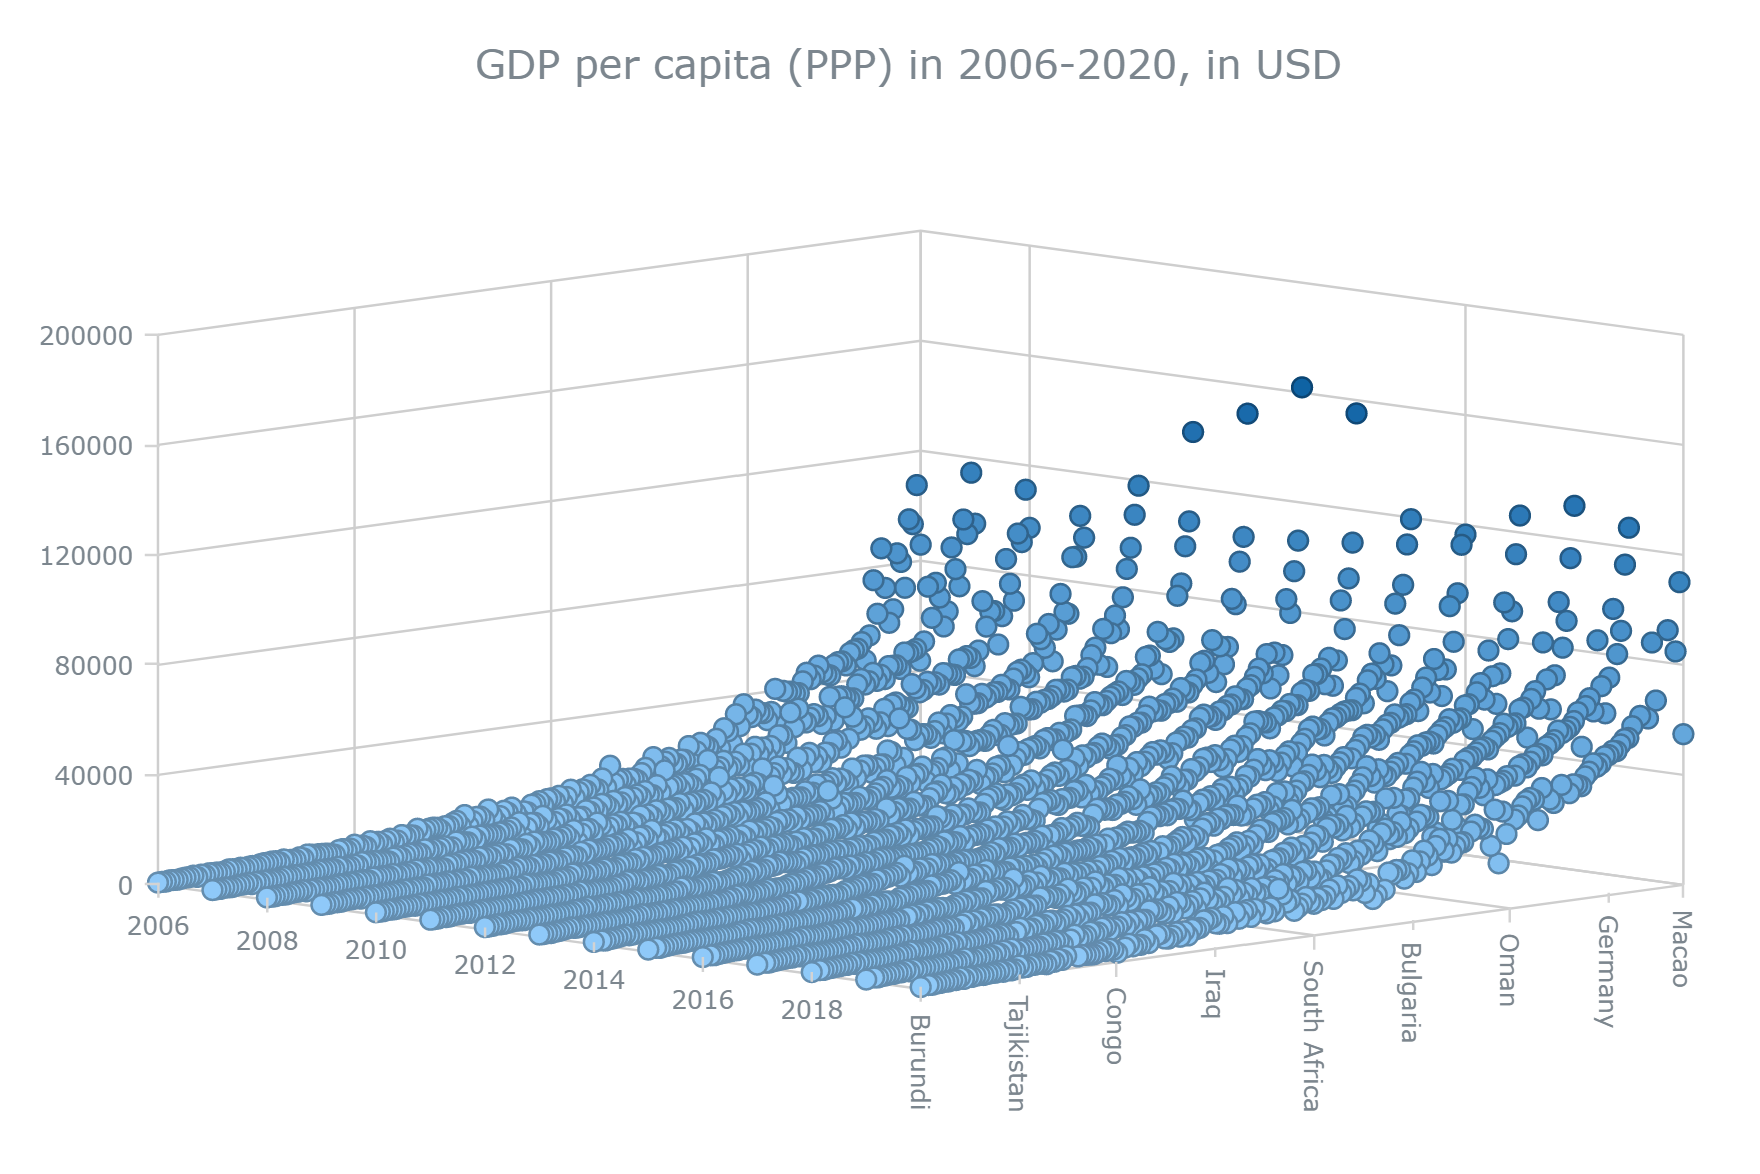 GDP per capita (PPP) in 2006-2020, in USD
200000
160000
120000
80000
40000
0
2006
2008
2010
2012
2014
2016
2018
Burundi
Tajikistan
Congo
Iraq
South Africa
Bulgaria
Oman
Germany
Macao